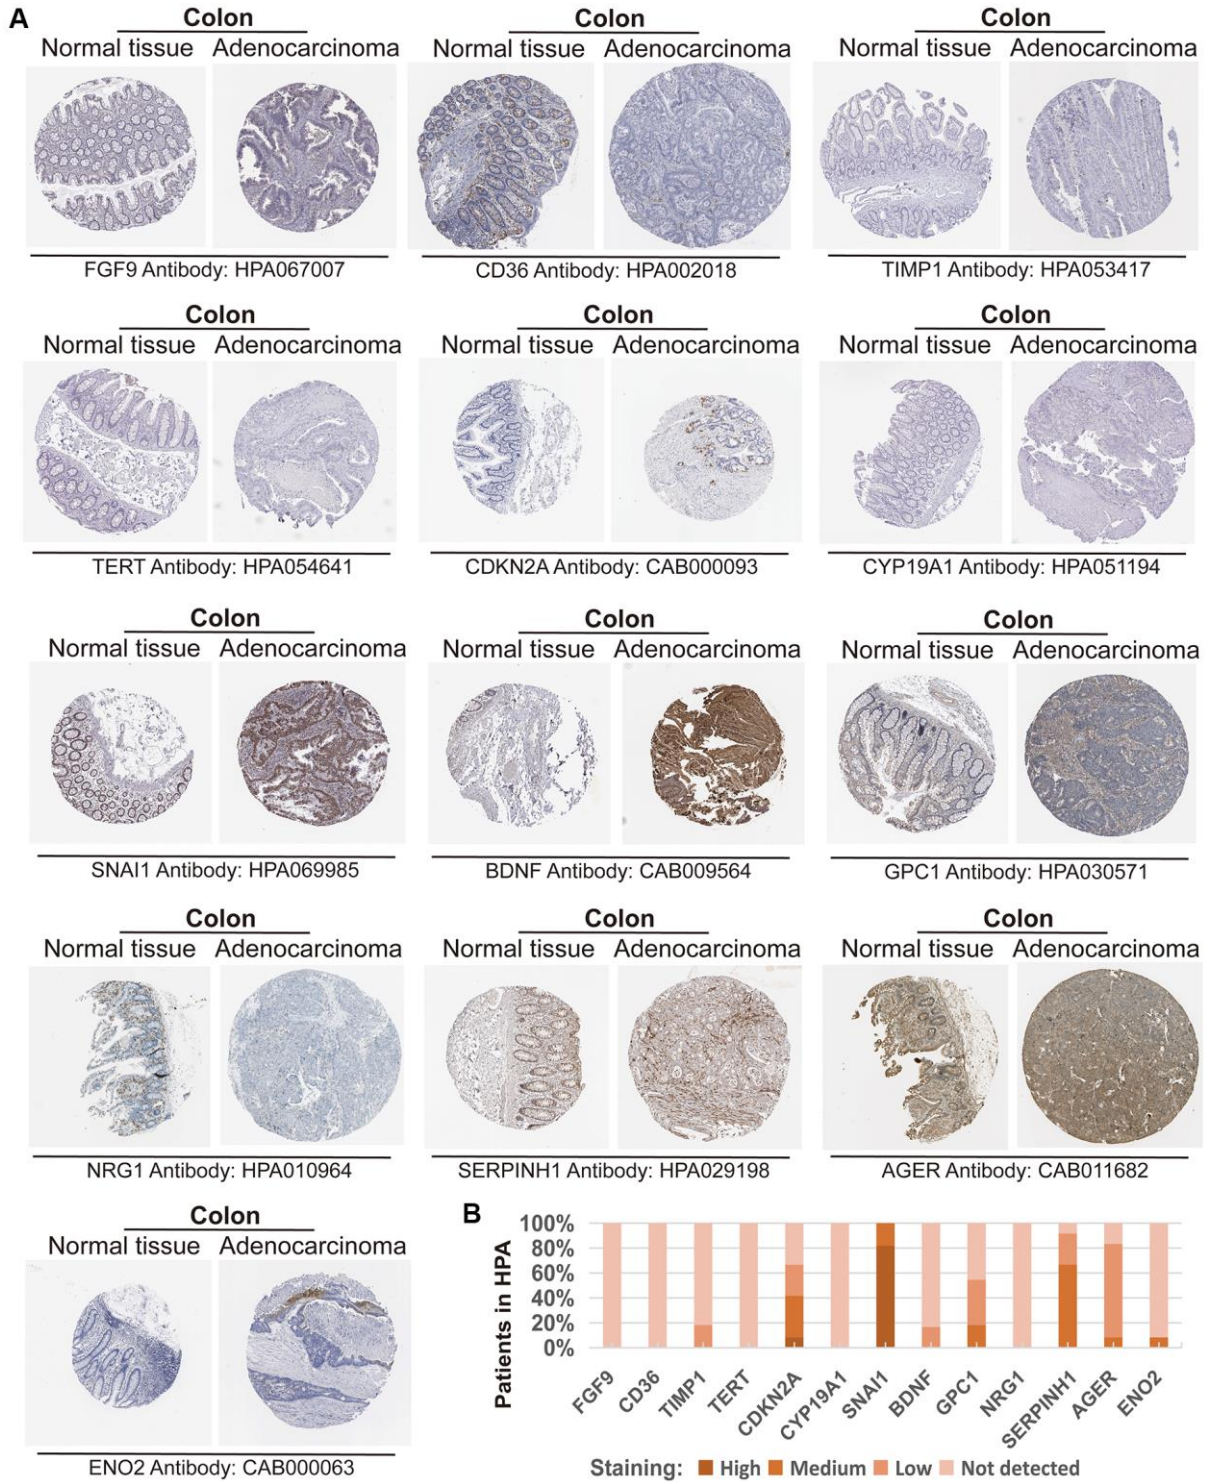 A
Colon Colon Colon
Normal tissue Adenocarcinoma Normal tissue Adenocarcinoma Normal tissue Adenocarcinoma
FGF9 Antibody: HPA067007 CD36 Antibody: HPA002018 TIMP1 Antibody: HPA053417
Colon Colon Colon
Normal tissue Adenocarcinoma Normal tissue Adenocarcinoma Normal tissue Adenocarcinoma
TERT Antibody: HPA054641 CDKN2A Antibody: CAB000093 CYP19A1 Antibody: HPA051194
Colon Colon Colon
Normal tissue Adenocarcinoma Normal tissue Adenocarcinoma Normal tissue Adenocarcinoma
SNAI1 Antibody: HPA069985 BDNF Antibody: CAB009564 GPC1 Antibody: HPA030571
Colon Colon Colon
Normal tissue Adenocarcinoma Normal tissue Adenocarcinoma Normal tissue Adenocarcinoma
NRG1 Antibody: HPA010964 SERPINH1 Antibody: HPA029198 AGER Antibody: CAB011682
Colon
Normal tissue Adenocarcinoma
ENO2 Antibody: CAB000063
B
Patients in HPA
100%
80%
60%
40%
20%
0%
FGF9 CD36 TIMP1 TERT CDKN2A CYP19A1 SNAI1 BDNF GPC1 NRG1 SERPINH1 AGER ENO2
Staining: High Medium Low Not detected